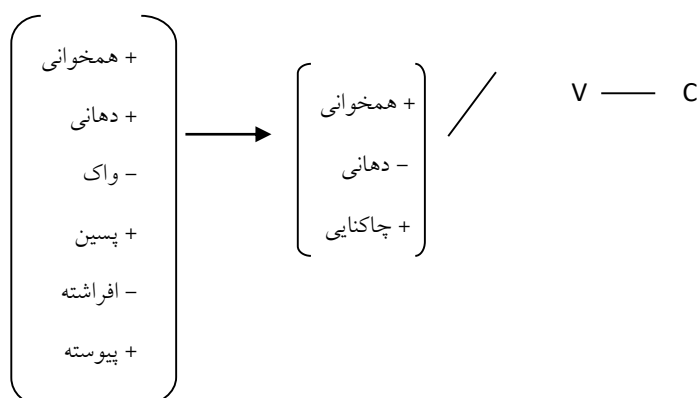 + همخوانی
+ دهانی
– واک
+ پسین
– افراشته
+ پیوسته
+ همخوانی
– دهانی
+ چاکنایی
V — C